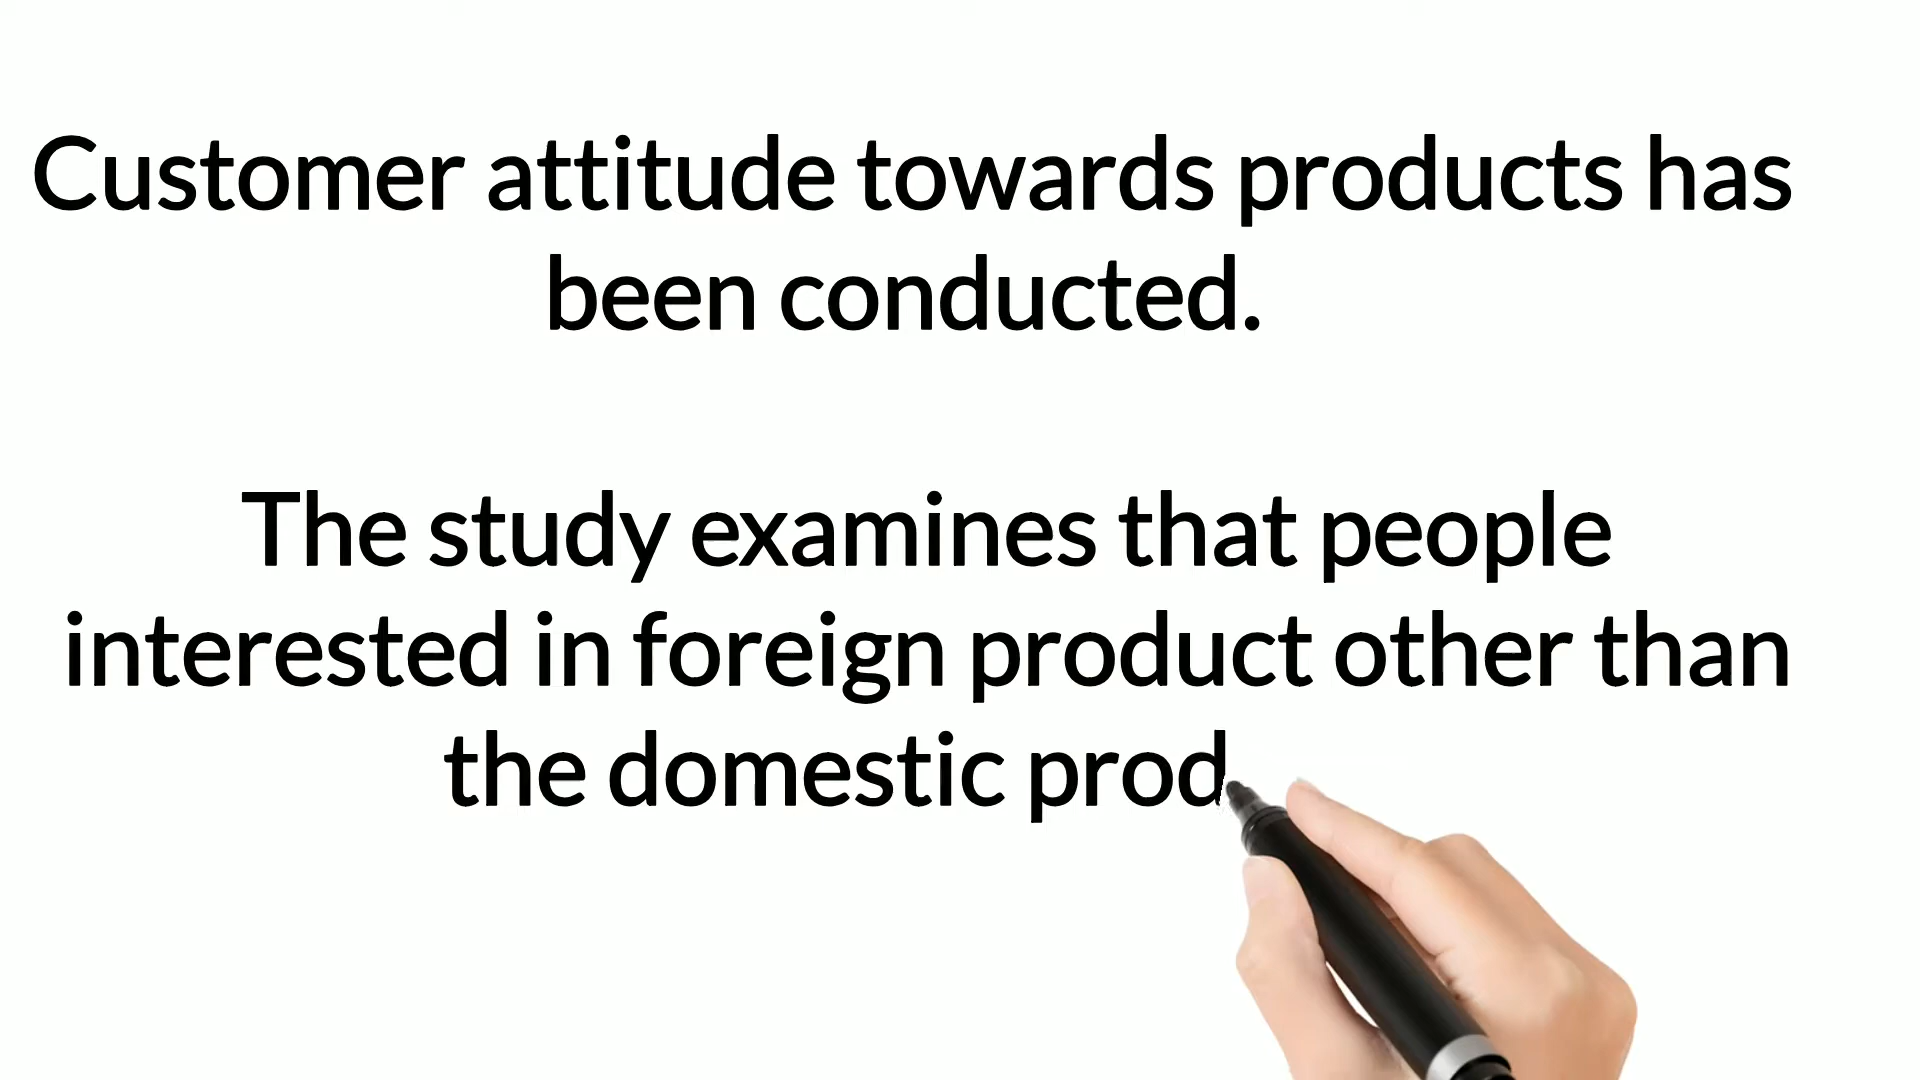 Customer attitude towards products has
been conducted.
The study examines that people
interested in foreign product other than
the domestic prod